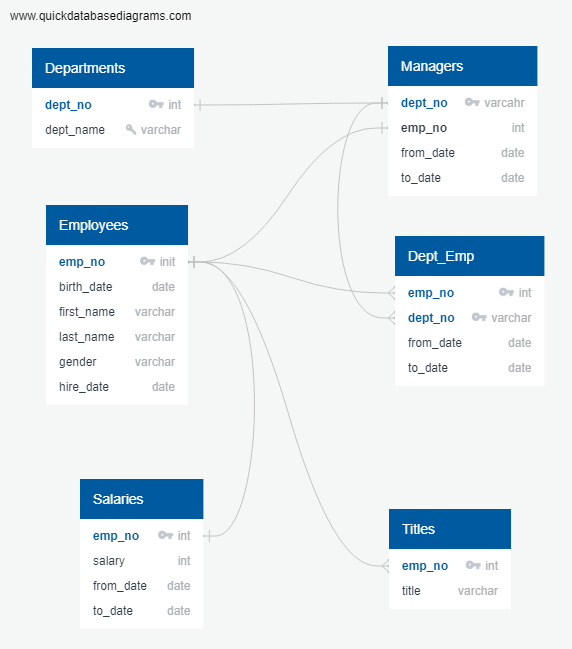 www.quickdatabasediagrams.com
Departments
dept_no int
dept_name varchar
Managers
dept_no varcahr
emp_no int
from_date date
to_date date
Employees
emp_no init
birth_date date
first_name varchar
last_name varchar
gender varchar
hire_date date
Dept_Emp
emp_no int
dept_no varchar
from_date date
to_date date
Salaries
emp_no int
salary int
from_date date
to_date date
Titles
emp_no int
title varchar